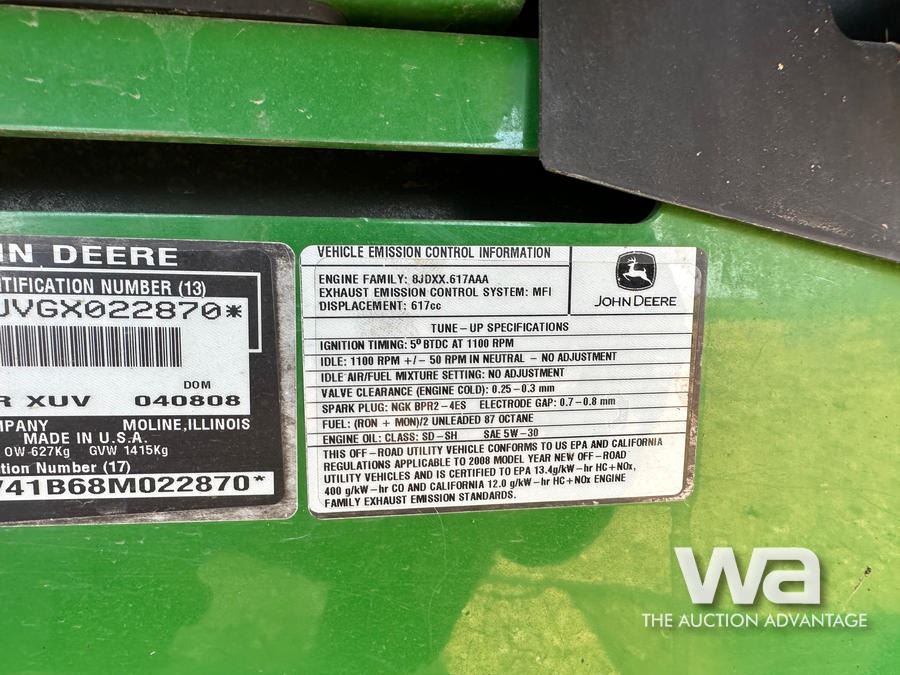 HN DEERE
NTIFICATION NUMBER (13)
UVGX022870*
DOM
R XUV 040808
MPANY MOLINE, ILLINOIS
MADE IN U.S.A.
OW-627Kg GVW 1415Kg
ation Number (17)
V41B68M022870*
VEHICLE EMISSION CONTROL INFORMATION
ENGINE FAMILY: 8JDXX.617AAA
EXHAUST EMISSION CONTROL SYSTEM: MFI
DISPLACEMENT: 617cc
JOHN DEERE
TUNE-UP SPECIFICATIONS
IGNITION TIMING: 5º BTDC AT 1100 RPM
IDLE: 1100 RPM +/- 50 RPM IN NEUTRAL - NO ADJUSTMENT
IDLE AIR/FUEL MIXTURE SETTING: NO ADJUSTMENT
VALVE CLEARANCE (ENGINE COLD): 0.25-0.3 mm
SPARK PLUG: NGK BPR2-4ES ELECTRODE GAP: 0.7-0.8 mm
FUEL: (RON + MON)/2 UNLEADED 87 OCTANE
ENGINE OIL: CLASS: SD-SH SAE 5W-30
THIS OFF-ROAD UTILITY VEHICLE CONFORMS TO US EPA AND CALIFORNIA
REGULATIONS APPLICABLE TO 2008 MODEL YEAR NEW OFF-ROAD
UTILITY VEHICLES AND IS CERTIFIED TO EPA 13.4g/kW-hr HC+NOx,
400 g/kW-hr CO AND CALIFORNIA 12.0 g/kW-hr HC+NOX ENGINE
FAMILY EXHAUST EMISSION STANDARDS.
wa
THE AUCTION ADVANTAGE